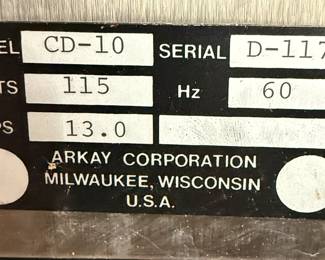 EL CD-10 SERIAL D-117
TS 115 Hz 60
PS 13.0
ARKAY CORPORATION
MILWAUKEE, WISCONSIN
U.S.A.